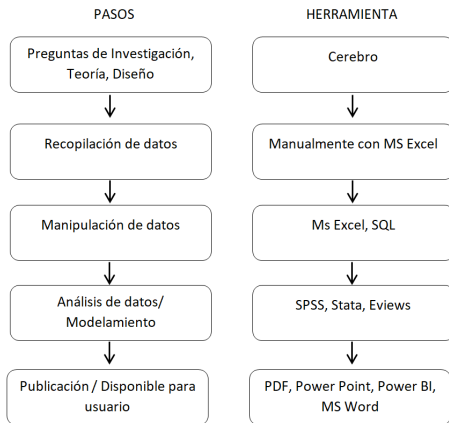 PASOS
HERRAMIENTA
Preguntas de Investigación,
Teoría, Diseño
Cerebro
Recopilación de datos
Manualmente con MS Excel
Manipulación de datos
Ms Excel, SQL
Análisis de datos/
Modelamiento
SPSS, Stata, Eviews
Publicación / Disponible para
usuario
PDF, Power Point, Power BI,
MS Word